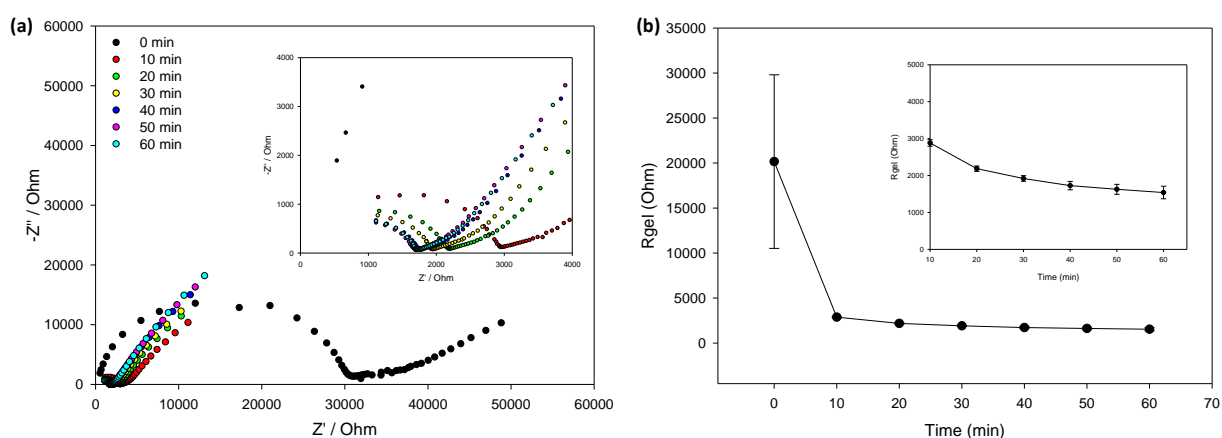 (a)
60000
50000
40000
30000
20000
10000
0
-Z'' / Ohm
0 10000 20000 30000 40000 50000 60000
Z' / Ohm
0 min
10 min
20 min
30 min
40 min
50 min
60 min
4000
3000
2000
1000
0
-Z'' / Ohm
0 1000 2000 3000 4000
Z' / Ohm
(b)
35000
30000
25000
20000
15000
10000
5000
0
Rgel (Ohm)
0 10 20 30 40 50 60 70
Time (min)
5000
4000
3000
2000
1000
0
Rgel (Ohm)
10 20 30 40 50 60
Time (min)